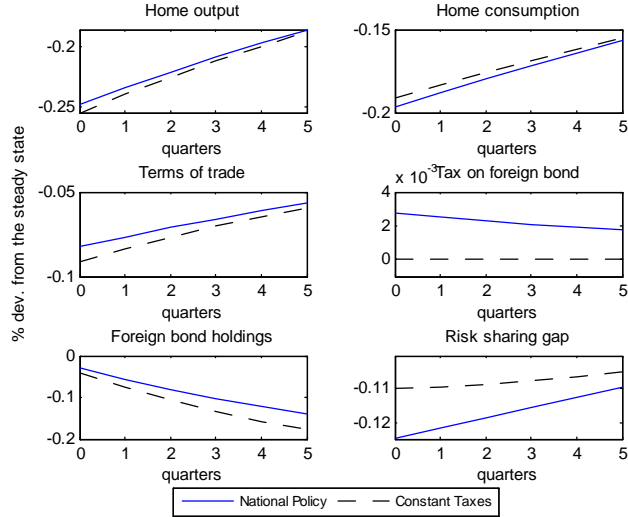 Home output
Home consumption
-0.2
-0.25
0 1 2 3 4 5
quarters
-0.15
-0.2
0 1 2 3 4 5
quarters
% dev. from the steady state
Terms of trade
-0.05
-0.1
0 1 2 3 4 5
quarters
x 10^-3 Tax on foreign bond
4
2
0
0 1 2 3 4 5
quarters
Foreign bond holdings
0
-0.1
-0.2
0 1 2 3 4 5
quarters
Risk sharing gap
-0.11
-0.12
0 1 2 3 4 5
quarters
National Policy
Constant Taxes